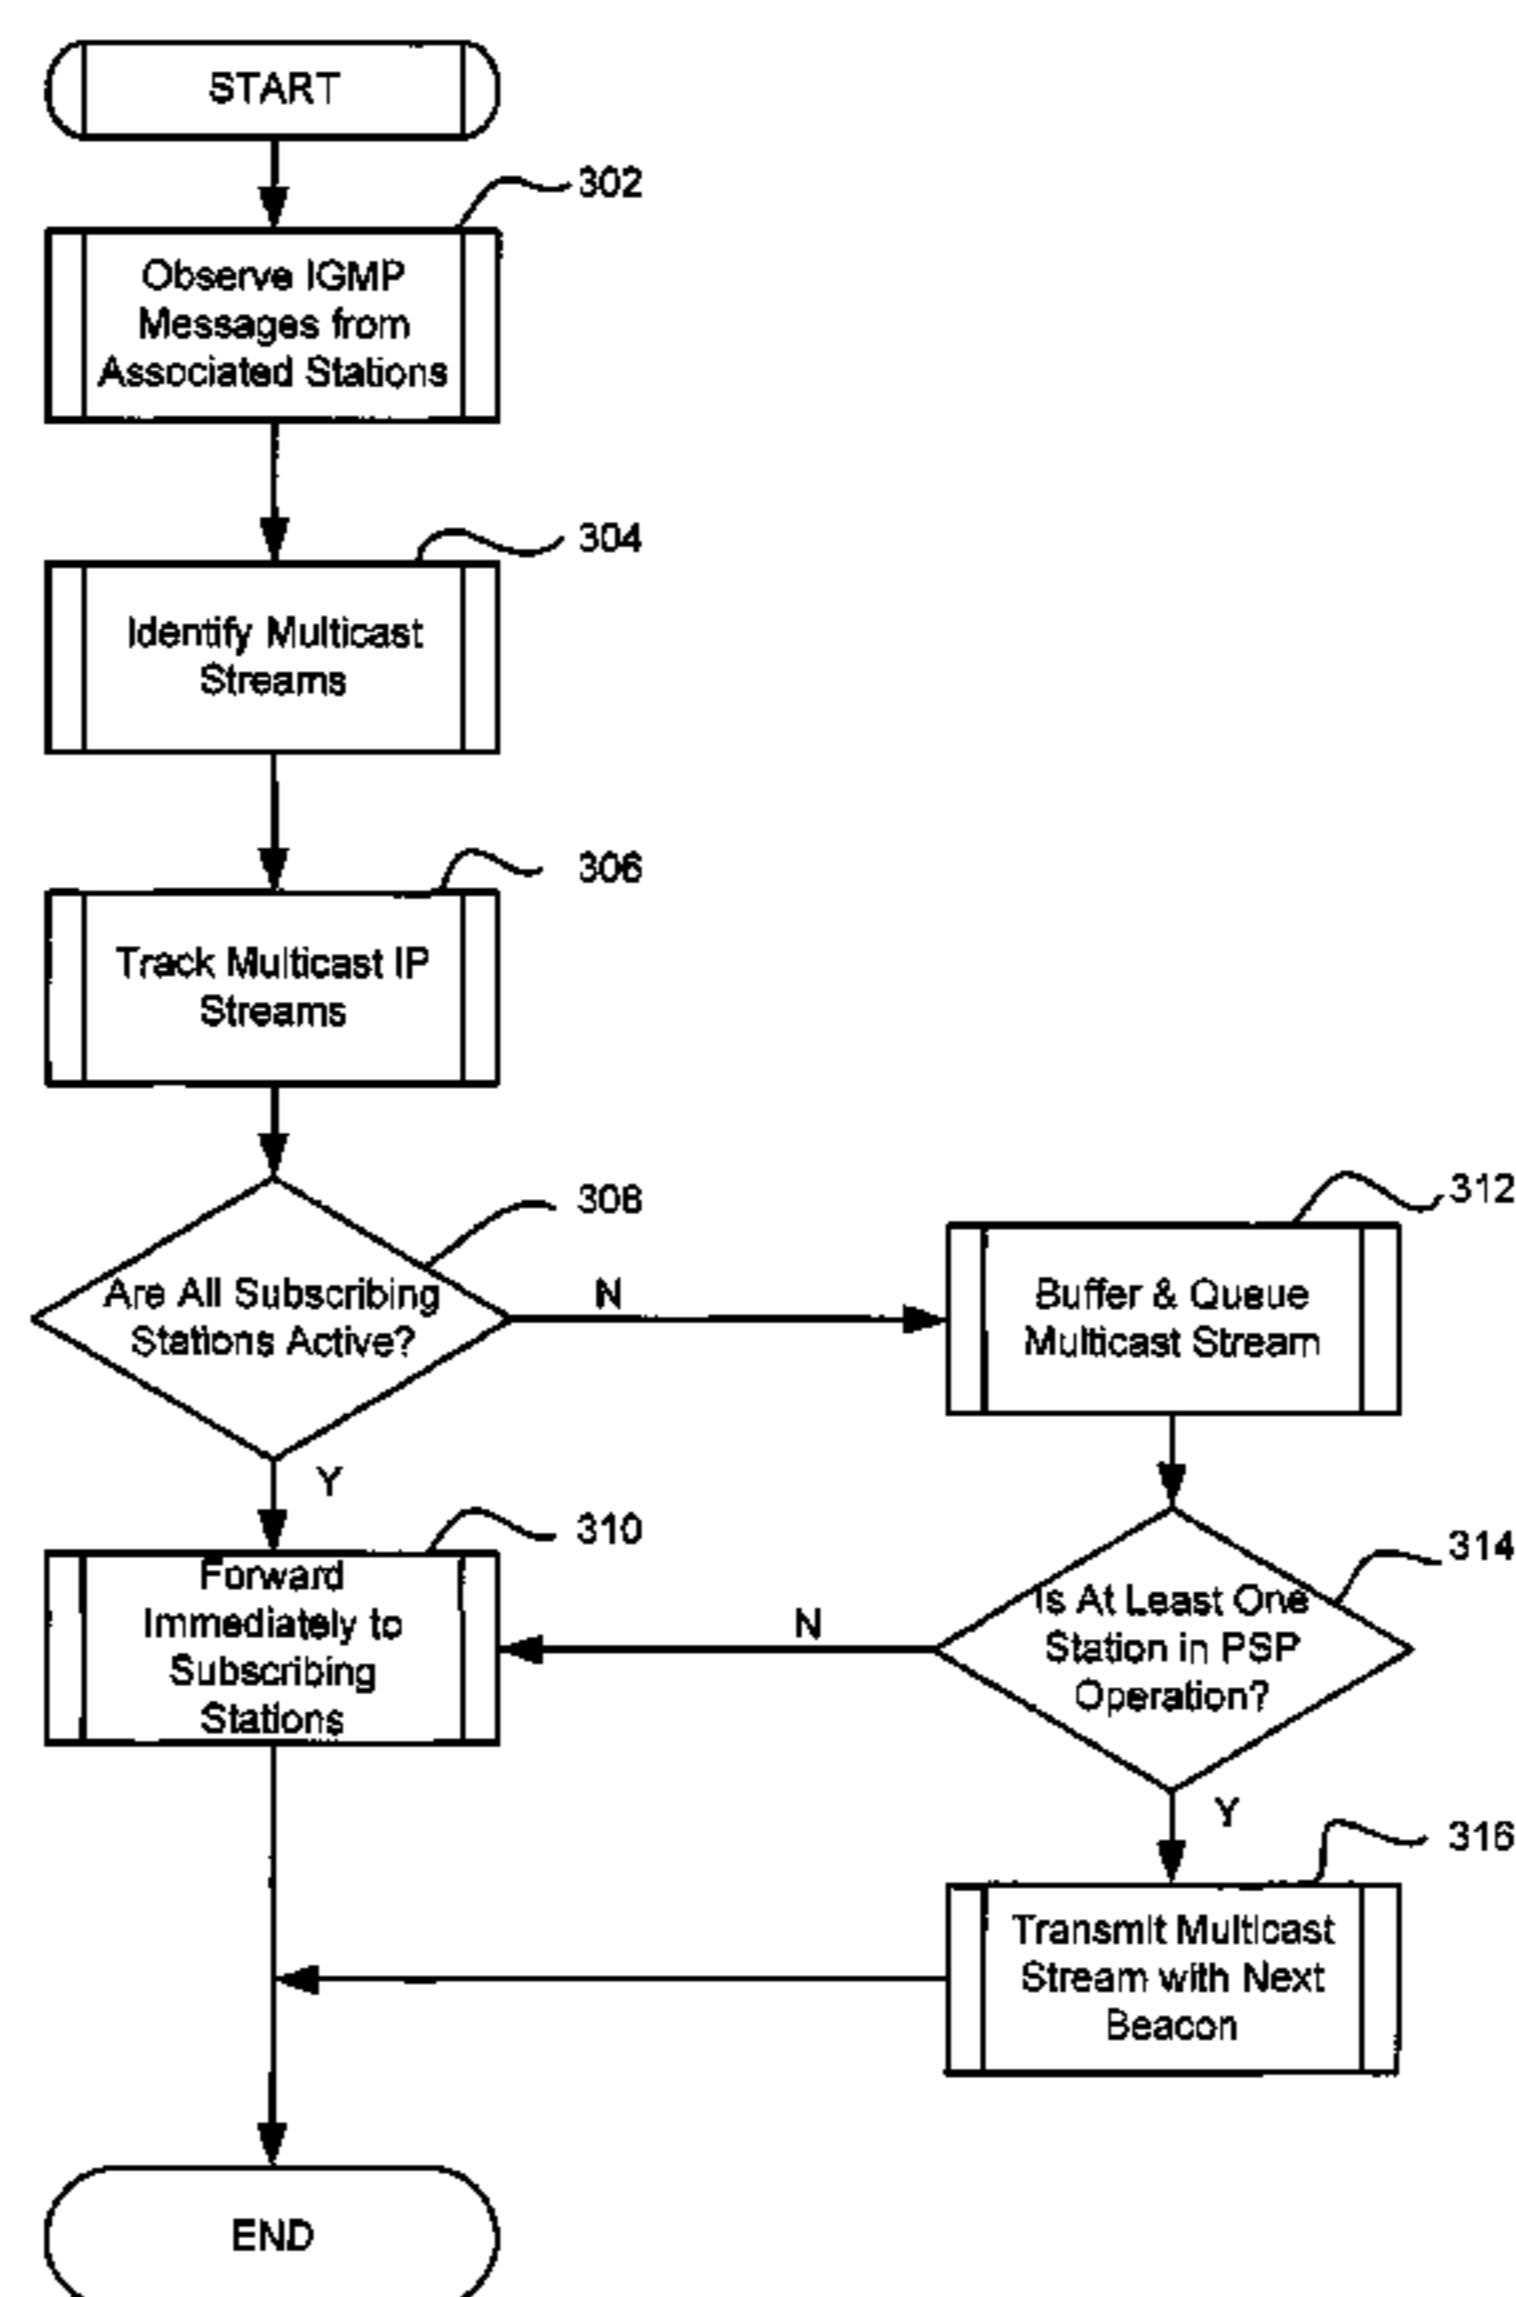 START
302
Observe IGMP
Messages from
Associated Stations
304
Identify Multicast
Streams
306
Track Multicast IP
Streams
308
Are All Subscribing
Stations Active?
N
Y
312
Buffer & Queue
Multicast Stream
310
Forward
Immediately to
Subscribing
Stations
314
Is At Least One
Station in PSP
Operation?
N
Y
316
Transmit Multicast
Stream with Next
Beacon
END